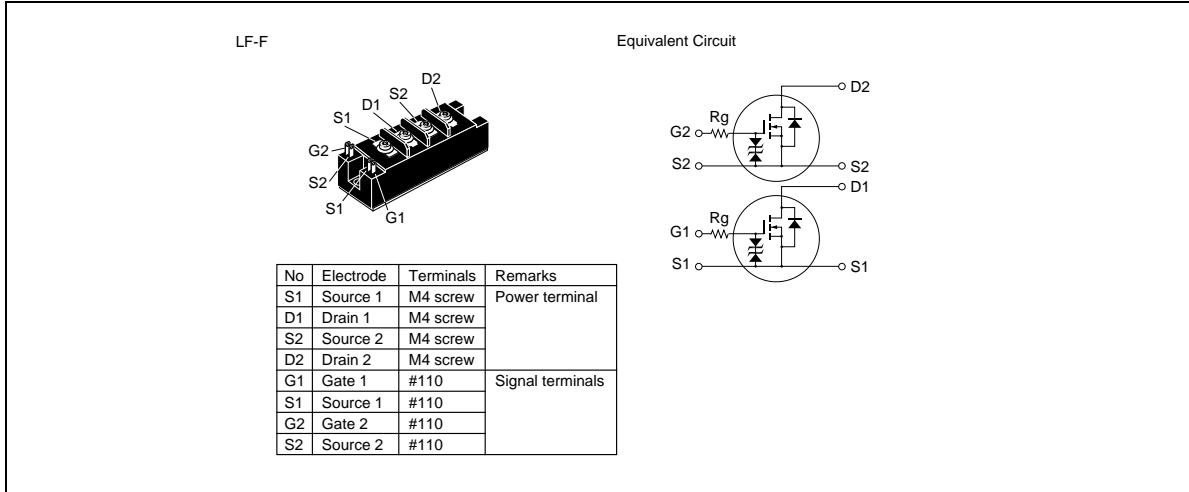 LF-F
Equivalent Circuit
S1
D1
S2
D2
G2
S2
S1
G1
D2
Rg
G2
S2
S2
D1
Rg
G1
S1
S1
No Electrode Terminals Remarks
S1 Source 1 M4 screw Power terminal
D1 Drain 1 M4 screw
S2 Source 2 M4 screw
D2 Drain 2 M4 screw
G1 Gate 1 #110 Signal terminals
S1 Source 1 #110
G2 Gate 2 #110
S2 Source 2 #110